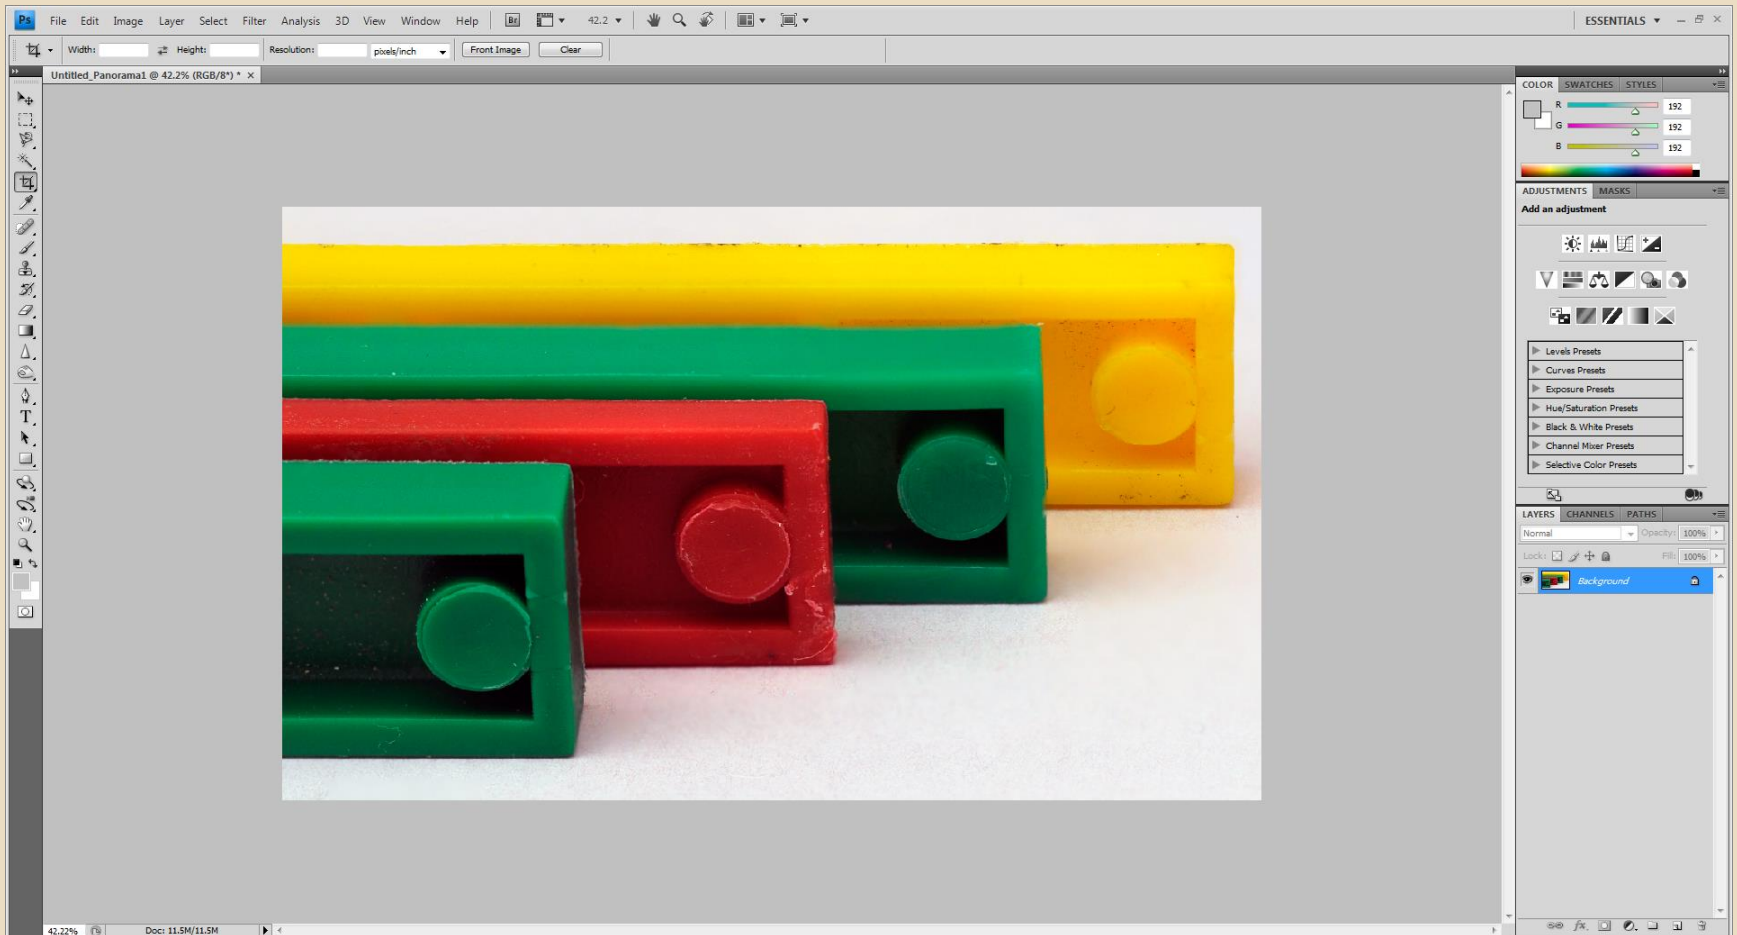 Ps File Edit Image Layer Select Filter Analysis 3D View Window Help Br 42.2 ESSENTIALS
Width: Height: Resolution: pixels/inch Front Image Clear
Untitled_Panorama1 @ 42.2% (RGB/8*) * ×
COLOR SWATCHES STYLES
R 192
G 192
B 192
ADJUSTMENTS MASKS
Add an adjustment
Levels Presets
Curves Presets
Exposure Presets
Hue/Saturation Presets
Black & White Presets
Channel Mixer Presets
Selective Color Presets
LAYERS CHANNELS PATHS
Normal Opacity: 100%
Lock: Fill: 100%
Background
T
42.22% Doc: 11.5M/11.5M
fx